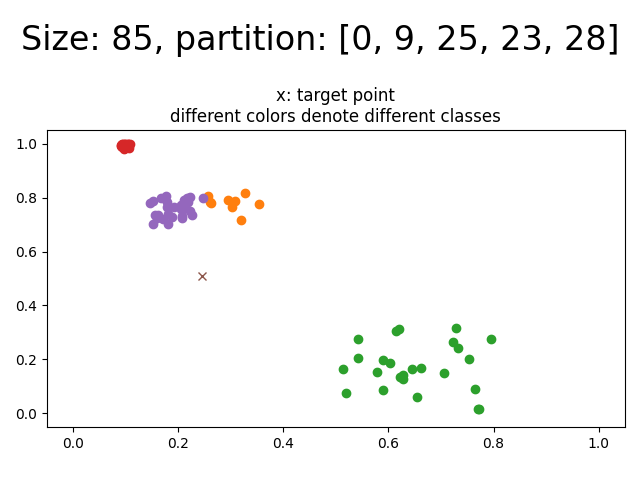 Size: 85, partition: [0, 9, 25, 23, 28]
x: target point
different colors denote different classes
1.0
0.8
0.6
0.4
0.2
0.0
0.0 0.2 0.4 0.6 0.8 1.0